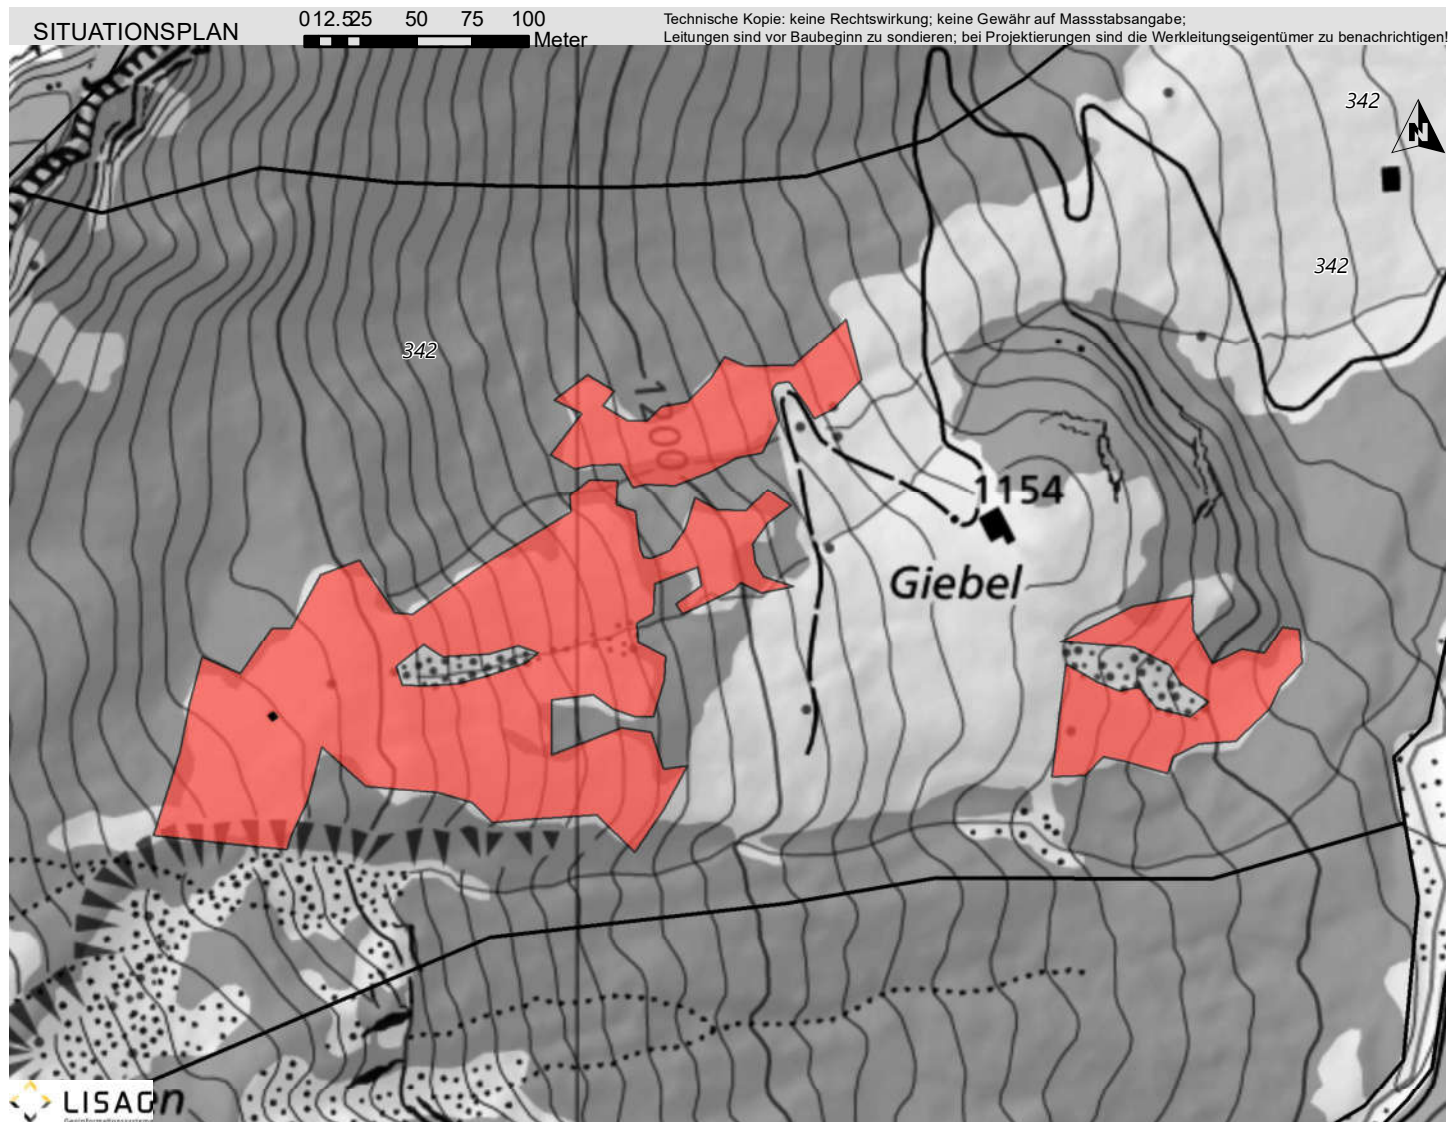 SITUATIONSPLAN
0 12.5 25 50 75 100
Meter
Technische Kopie: keine Rechtswirkung; keine Gewähr auf Massstabsangabe;
Leitungen sind vor Baubeginn zu sondieren; bei Projektierungen sind die Werkleitungseigentümer zu benachrichtigen!
342
N
342
342
1200
1154
Giebel
LISAG